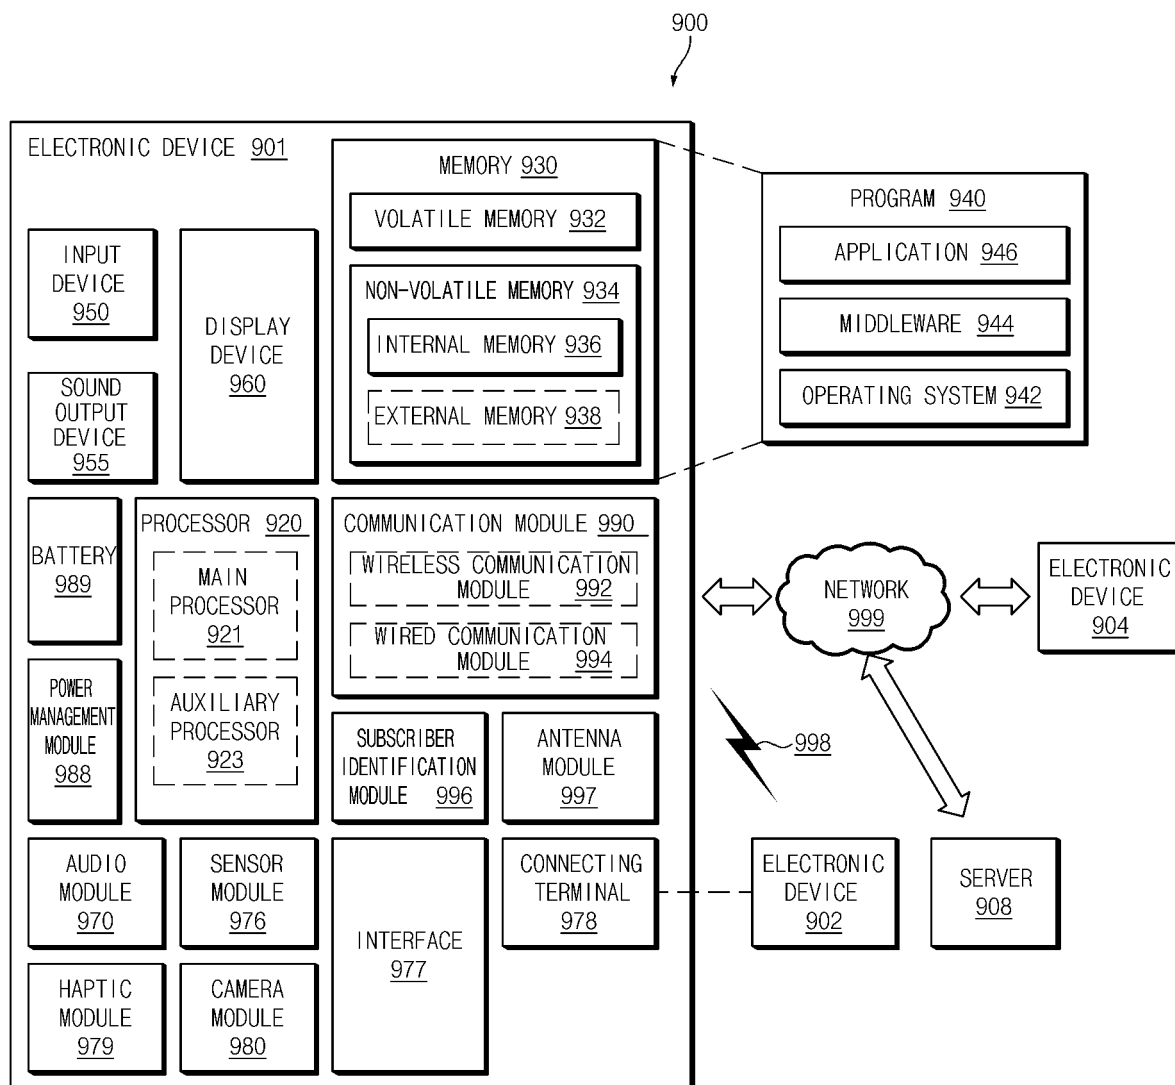 900
ELECTRONIC DEVICE 901
MEMORY 930
VOLATILE MEMORY 932
NON-VOLATILE MEMORY 934
INTERNAL MEMORY 936
EXTERNAL MEMORY 938
PROGRAM 940
APPLICATION 946
MIDDLEWARE 944
OPERATING SYSTEM 942
INPUT
DEVICE
950
DISPLAY
DEVICE
960
SOUND
OUTPUT
DEVICE
955
BATTERY
989
PROCESSOR 920
MAIN
PROCESSOR
921
AUXILIARY
PROCESSOR
923
COMMUNICATION MODULE 990
WIRELESS COMMUNICATION
MODULE 992
WIRED COMMUNICATION
MODULE 994
NETWORK
999
ELECTRONIC
DEVICE
904
POWER
MANAGEMENT
MODULE
988
SUBSCRIBER
IDENTIFICATION
MODULE 996
ANTENNA
MODULE
997
998
AUDIO
MODULE
970
SENSOR
MODULE
976
INTERFACE
977
CONNECTING
TERMINAL
978
ELECTRONIC
DEVICE
902
SERVER
908
HAPTIC
MODULE
979
CAMERA
MODULE
980